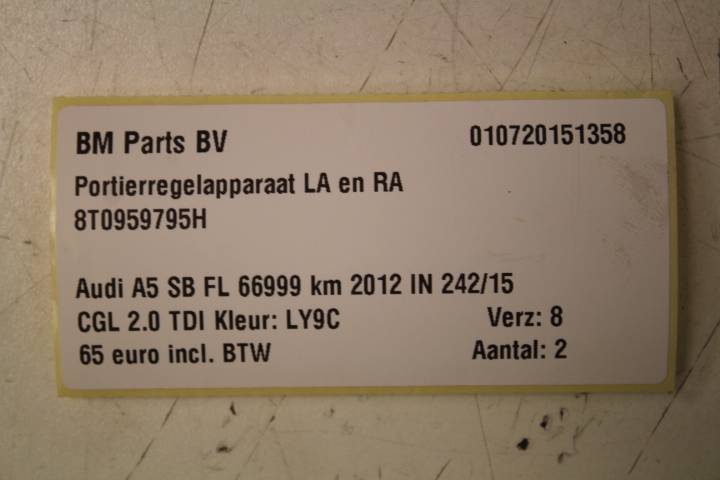 BM Parts BV 010720151358
Portierregelapparaat LA en RA
8T0959795H
Audi A5 SB FL 66999 km 2012 IN 242/15
CGL 2.0 TDI Kleur: LY9C Verz: 8
65 euro incl. BTW Aantal: 2